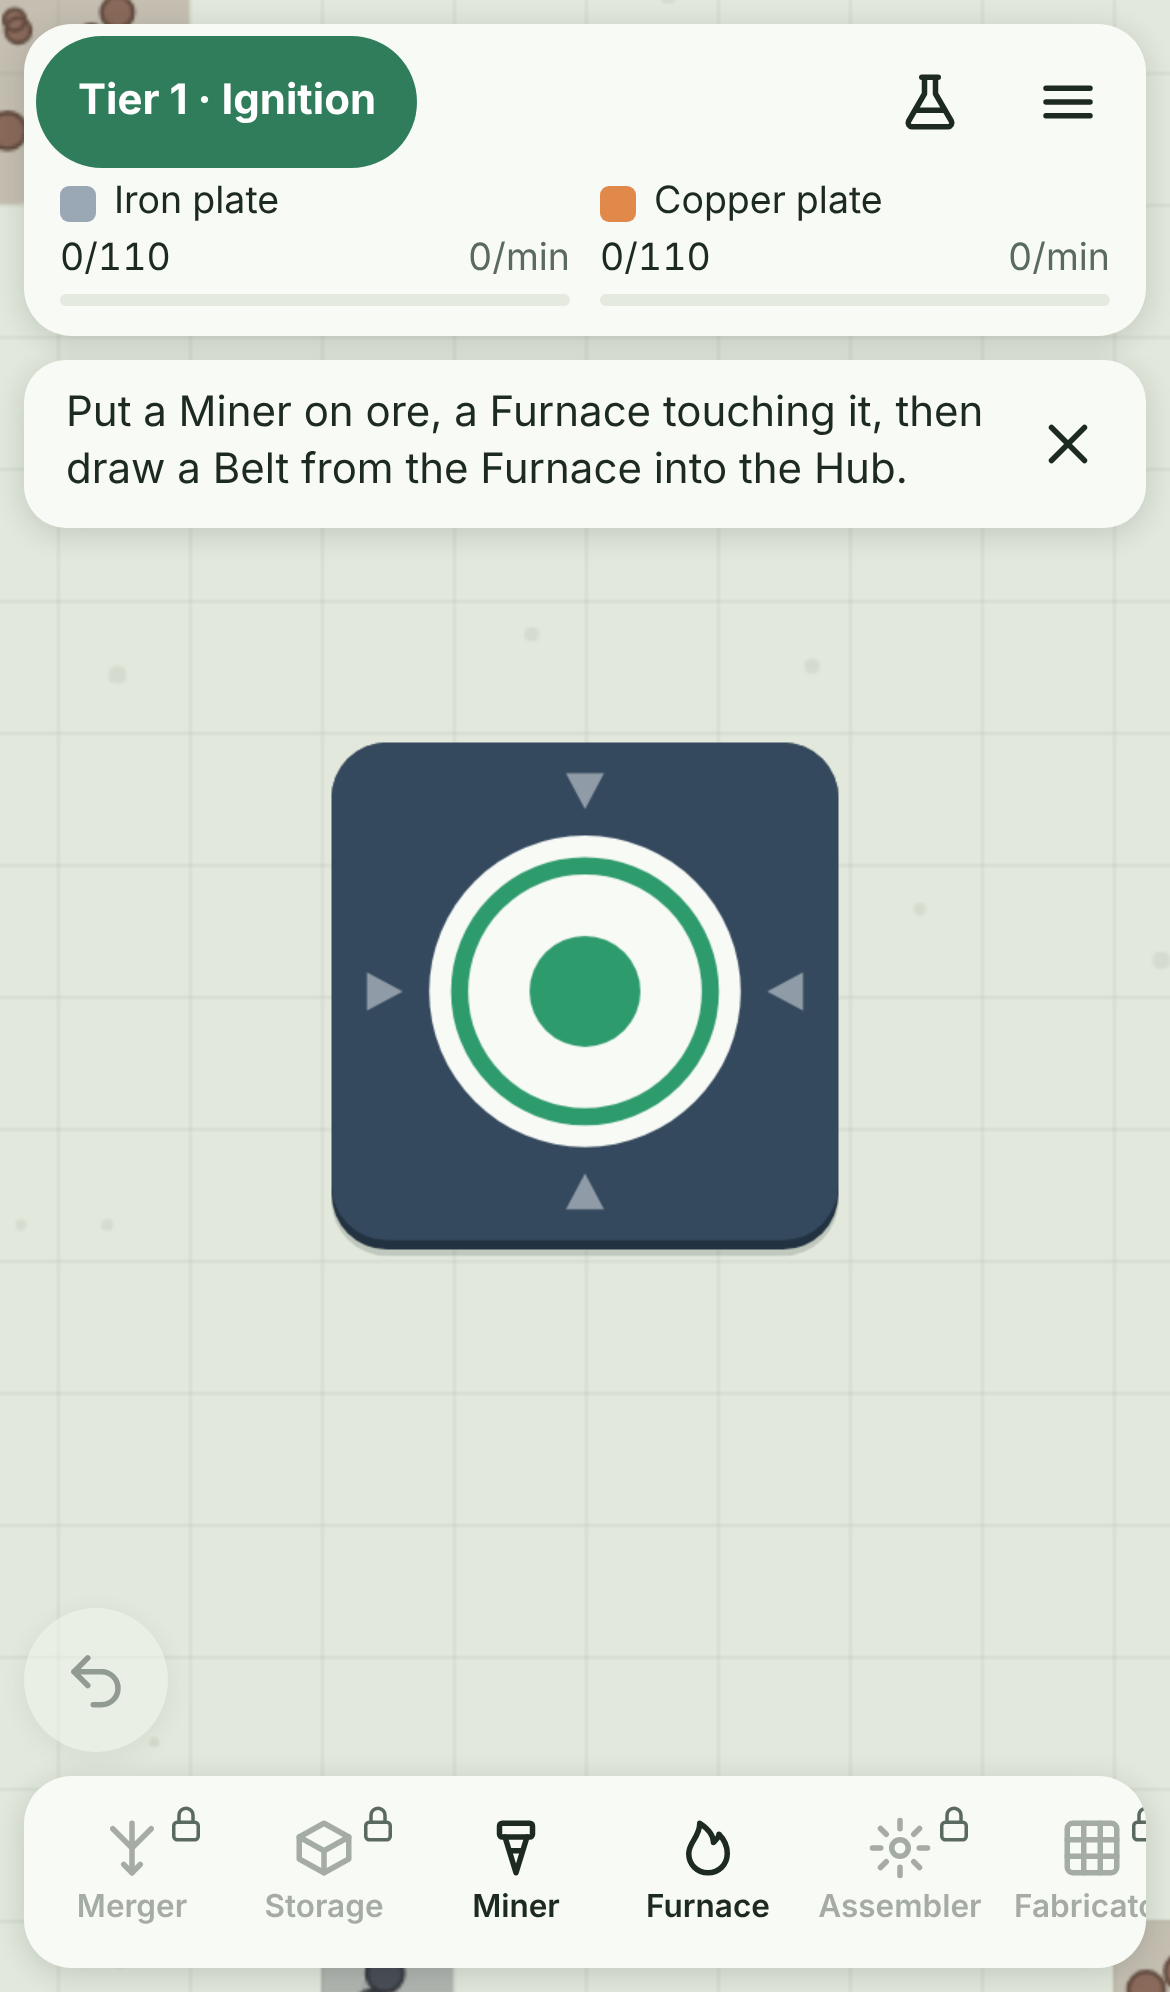 Tier 1 · Ignition
Iron plate
0/110 0/min
Copper plate
0/110 0/min
Put a Miner on ore, a Furnace touching it, then
draw a Belt from the Furnace into the Hub.
Merger
Storage
Miner
Furnace
Assembler
Fabricato